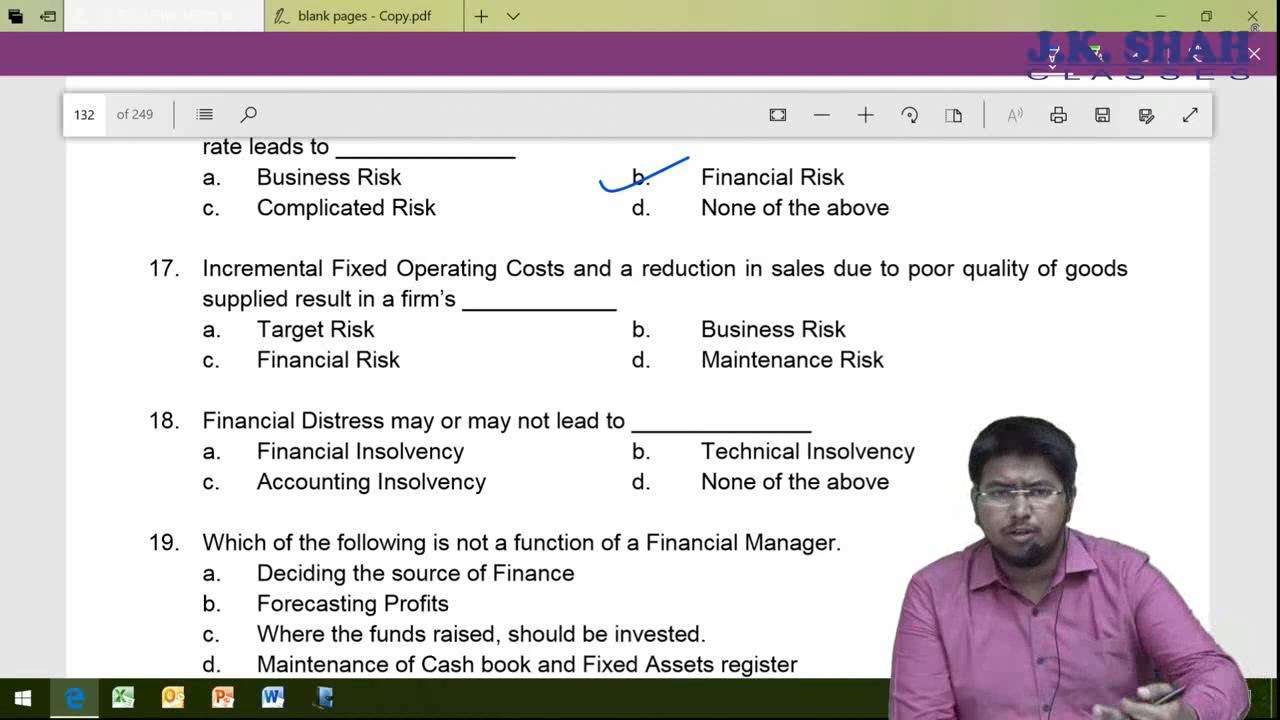 blank pages - Copy.pdf
J.K. SHAH®
CLASSES
132 of 249
rate leads to _____________
a. Business Risk b. Financial Risk
c. Complicated Risk d. None of the above
17. Incremental Fixed Operating Costs and a reduction in sales due to poor quality of goods
supplied result in a firm’s ____________
a. Target Risk b. Business Risk
c. Financial Risk d. Maintenance Risk
18. Financial Distress may or may not lead to ______________
a. Financial Insolvency b. Technical Insolvency
c. Accounting Insolvency d. None of the above
19. Which of the following is not a function of a Financial Manager.
a. Deciding the source of Finance
b. Forecasting Profits
c. Where the funds raised, should be invested.
d. Maintenance of Cash book and Fixed Assets register